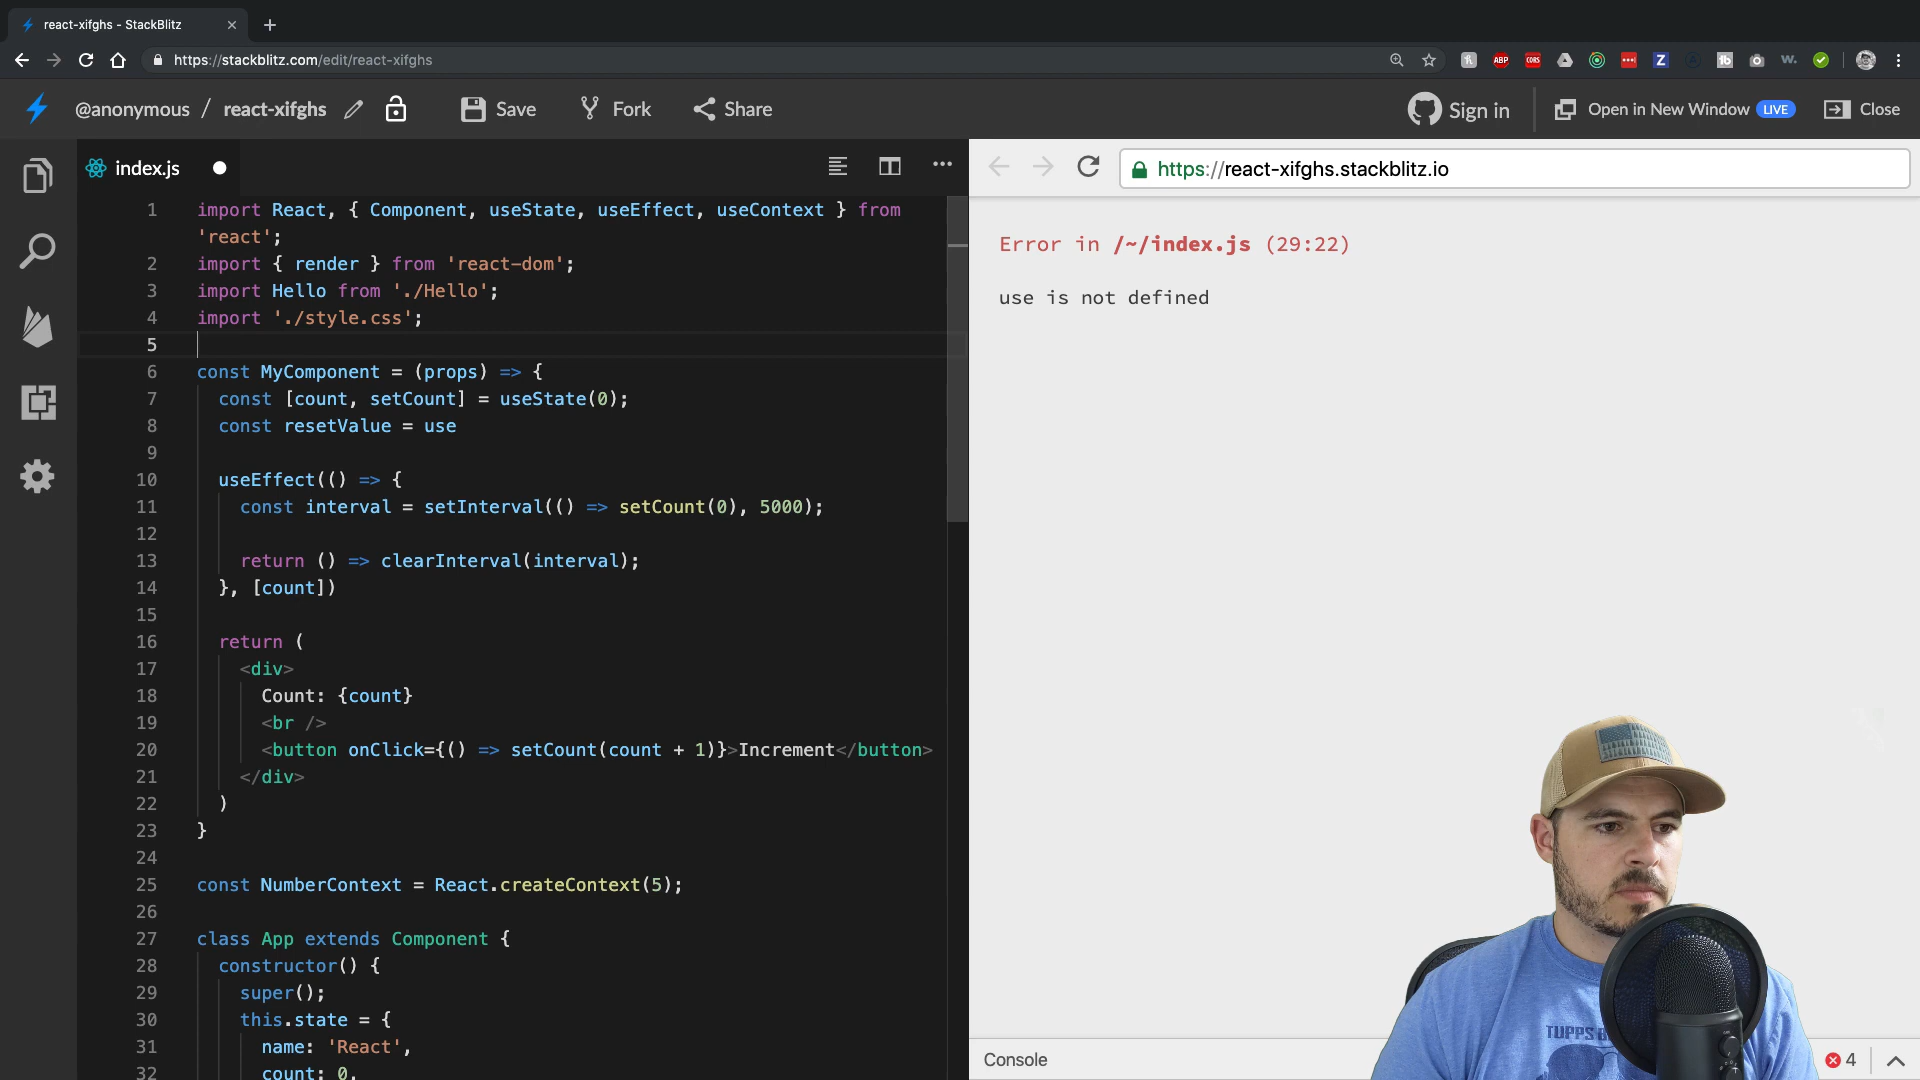 react-xifghs - StackBlitz
https://stackblitz.com/edit/react-xifghs
ABP
CORS
Z
tb
w.
@anonymous / react-xifghs
Save
Fork
Share
Sign in
Open in New Window LIVE
Close
index.js
https://react-xifghs.stackblitz.io
1 import React, { Component, useState, useEffect, useContext } from
'react';
2 import { render } from 'react-dom';
3 import Hello from './Hello';
4 import './style.css';
5
6 const MyComponent = (props) => {
7 const [count, setCount] = useState(0);
8 const resetValue = use
9
10 useEffect(() => {
11 const interval = setInterval(() => setCount(0), 5000);
12
13 return () => clearInterval(interval);
14 }, [count])
15
16 return (
17 <div>
18 Count: {count}
19 <br />
20 <button onClick={() => setCount(count + 1)}>Increment</button>
21 </div>
22 )
23 }
24
25 const NumberContext = React.createContext(5);
26
27 class App extends Component {
28 constructor() {
29 super();
30 this.state = {
31 name: 'React',
32 count: 0,
Error in /~/index.js (29:22)
use is not defined
TUPPS
Console
4